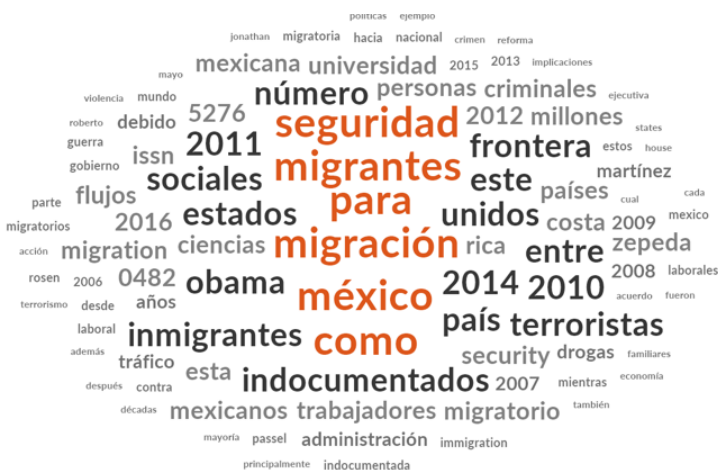 políticas ejemplo
jonathan migratoria hacia nacional crimen reforma
mexicana universidad 2015 2013 implicaciones
mayo
violencia mundo número personas criminales ejecutiva
roberto debido 5276 seguridad 2012 millones
states
guerra 2011 frontera estos house
gobierno issn migrantes martínez
sociales este países
parte flujos para cual cada
migratorios 2016 estados unidos costa 2009 mexico
acción migration ciencias migración rica entre zepeda
rosen 2006 0482 obama 2014 2010 2008 laborales
terrorismo desde años méxico acuerdo fueron
laboral inmigrantes como país terroristas
además tráfico security drogas familiares
después contra esta indocumentados 2007 mientras economía
décadas mexicanos trabajadores migratorio también
mayoría passel administración immigration
principalmente indocumentada